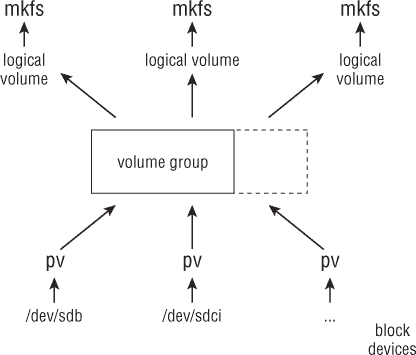 mkfs mkfs mkfs
logical volume logical volume logical volume
volume group
pv pv pv
/dev/sdb /dev/sdci ...
block devices